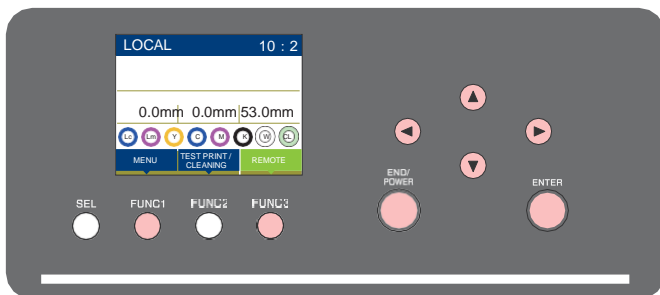 LOCAL 10 : 2
0.0mm 0.0mm 53.0mm
Lc Lm Y C M K W CL
MENU TEST PRINT / CLEANING REMOTE
SEL FUNC1 FUNC2 FUNC3
END/
POWER
ENTER